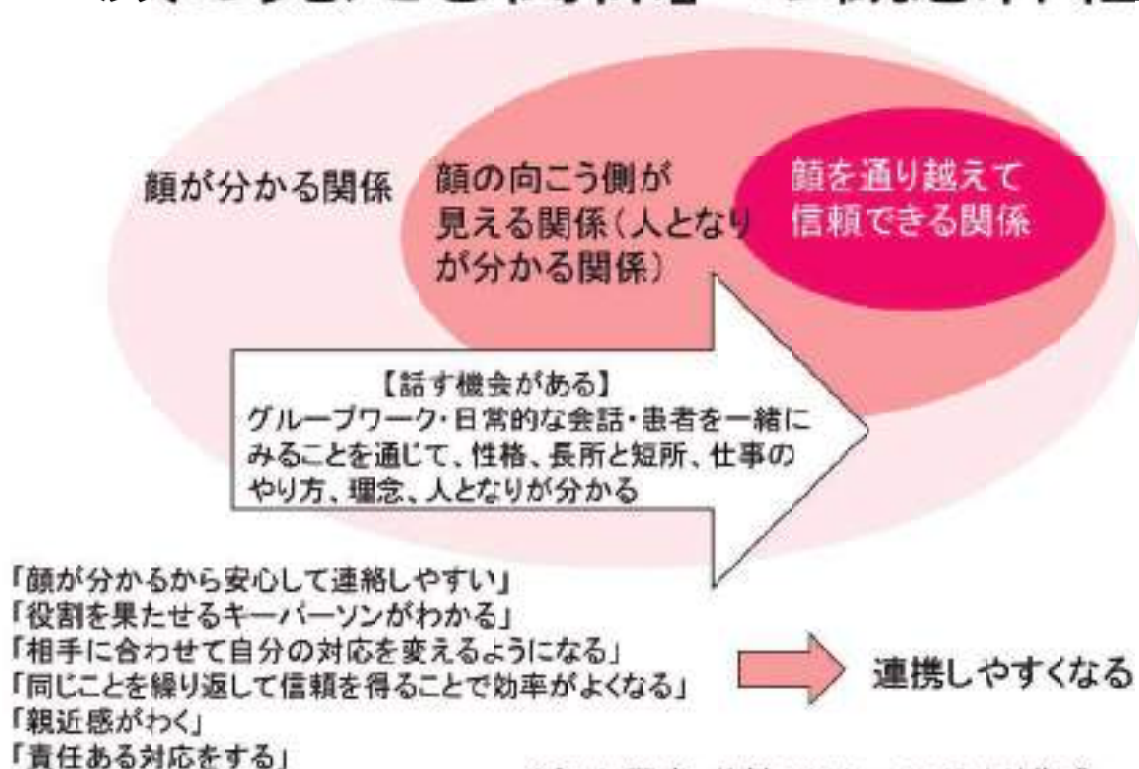 顔が分かる関係
顔の向こう側が
見える関係（人となり
が分かる関係）
顔を通り越えて
信頼できる関係
【話す機会がある】
グループワーク・日常的な会話・患者を一緒に
みることを通じて、性格、長所と短所、仕事の
やり方、理念、人となりが分かる
「顔が分かるから安心して連絡しやすい」
「役割を果たせるキーパーソンがわかる」
「相手に合わせて自分の対応を変えるようになる」
「同じことを繰り返して信頼を得ることで効率がよくなる」
「親近感がわく」
「責任ある対応をする」
連携しやすくなる